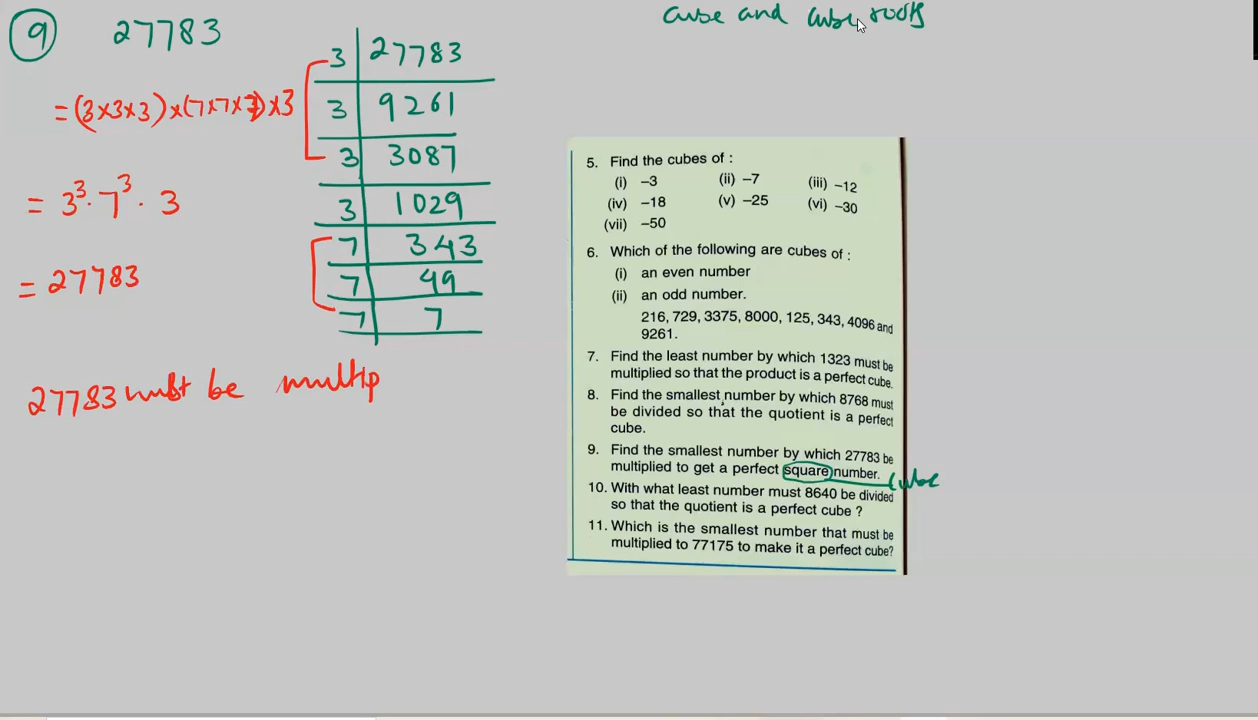 cube and cube roots
9 27783
= (3×3×3)×(7×7×7)×3
= 3³·7³·3
= 27783
27783 must be multip
3 | 27783
3 | 9261
3 | 3087
3 | 1029
7 | 343
7 | 49
7 | 7
5. Find the cubes of :
(i) –3 (ii) –7 (iii) –12
(iv) –18 (v) –25 (vi) –30
(vii) –50
6. Which of the following are cubes of :
(i) an even number
(ii) an odd number.
216, 729, 3375, 8000, 125, 343, 4096 and
9261.
7. Find the least number by which 1323 must be
multiplied so that the product is a perfect cube.
8. Find the smallest number by which 8768 must
be divided so that the quotient is a perfect
cube.
9. Find the smallest number by which 27783 be
multiplied to get a perfect square number.
cube
10. With what least number must 8640 be divided
so that the quotient is a perfect cube ?
11. Which is the smallest number that must be
multiplied to 77175 to make it a perfect cube?